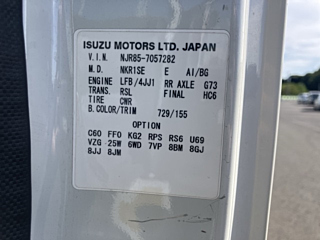 ISUZU MOTORS LTD. JAPAN
V.I.N. NJR85-7057282
M.D. NKR1SE E AI/BG
ENGINE LFB/4JJ1 RR AXLE G73
TRANS. RSL FINAL HC6
TIRE CWR
B.COLOR/TRIM 729/155
OPTION
C60 FFO KG2 RPS RS6 U69
VZG 25W 6WD 7VP 8BM 8GJ
8JJ 8JM